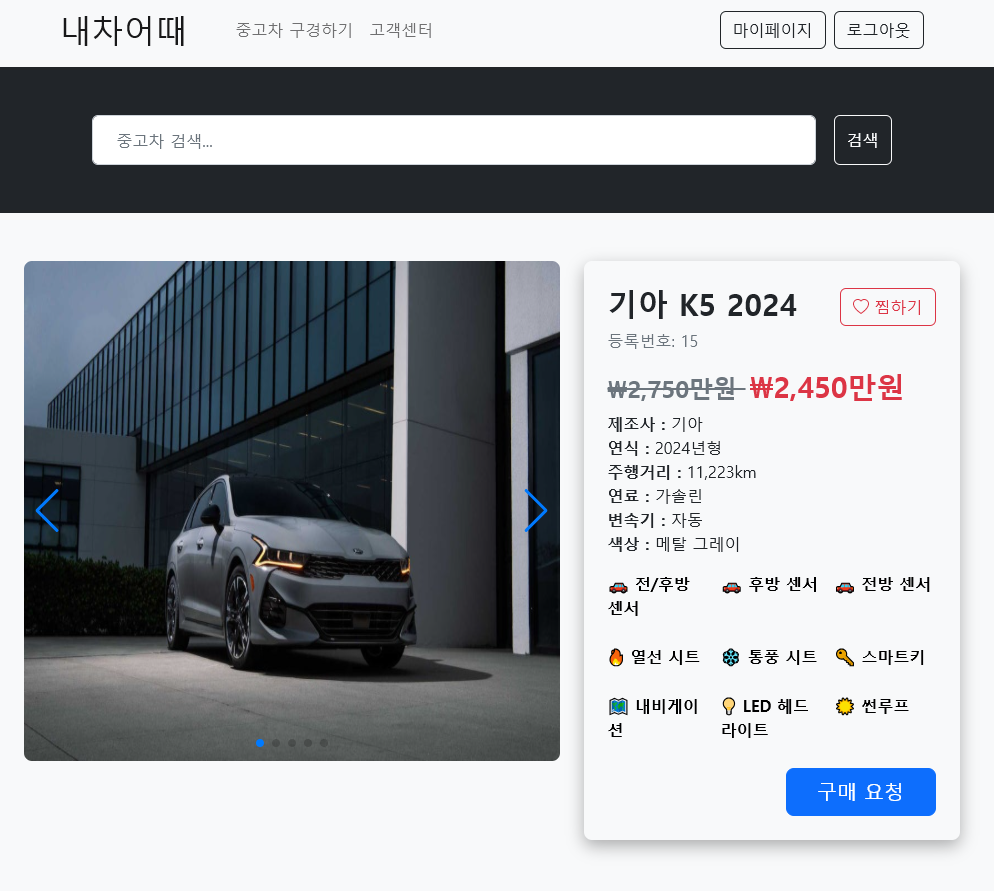 내차어때
중고차 구경하기
고객센터
마이페이지
로그아웃
중고차 검색...
검색
기아 K5 2024
찜하기
등록번호: 15
₩2,750만원 ₩2,450만원
제조사 : 기아
연식 : 2024년형
주행거리 : 11,223km
연료 : 가솔린
변속기 : 자동
색상 : 메탈 그레이
전/후방
센서
후방 센서
전방 센서
열선 시트
통풍 시트
스마트키
내비게이
션
LED 헤드
라이트
썬루프
구매 요청